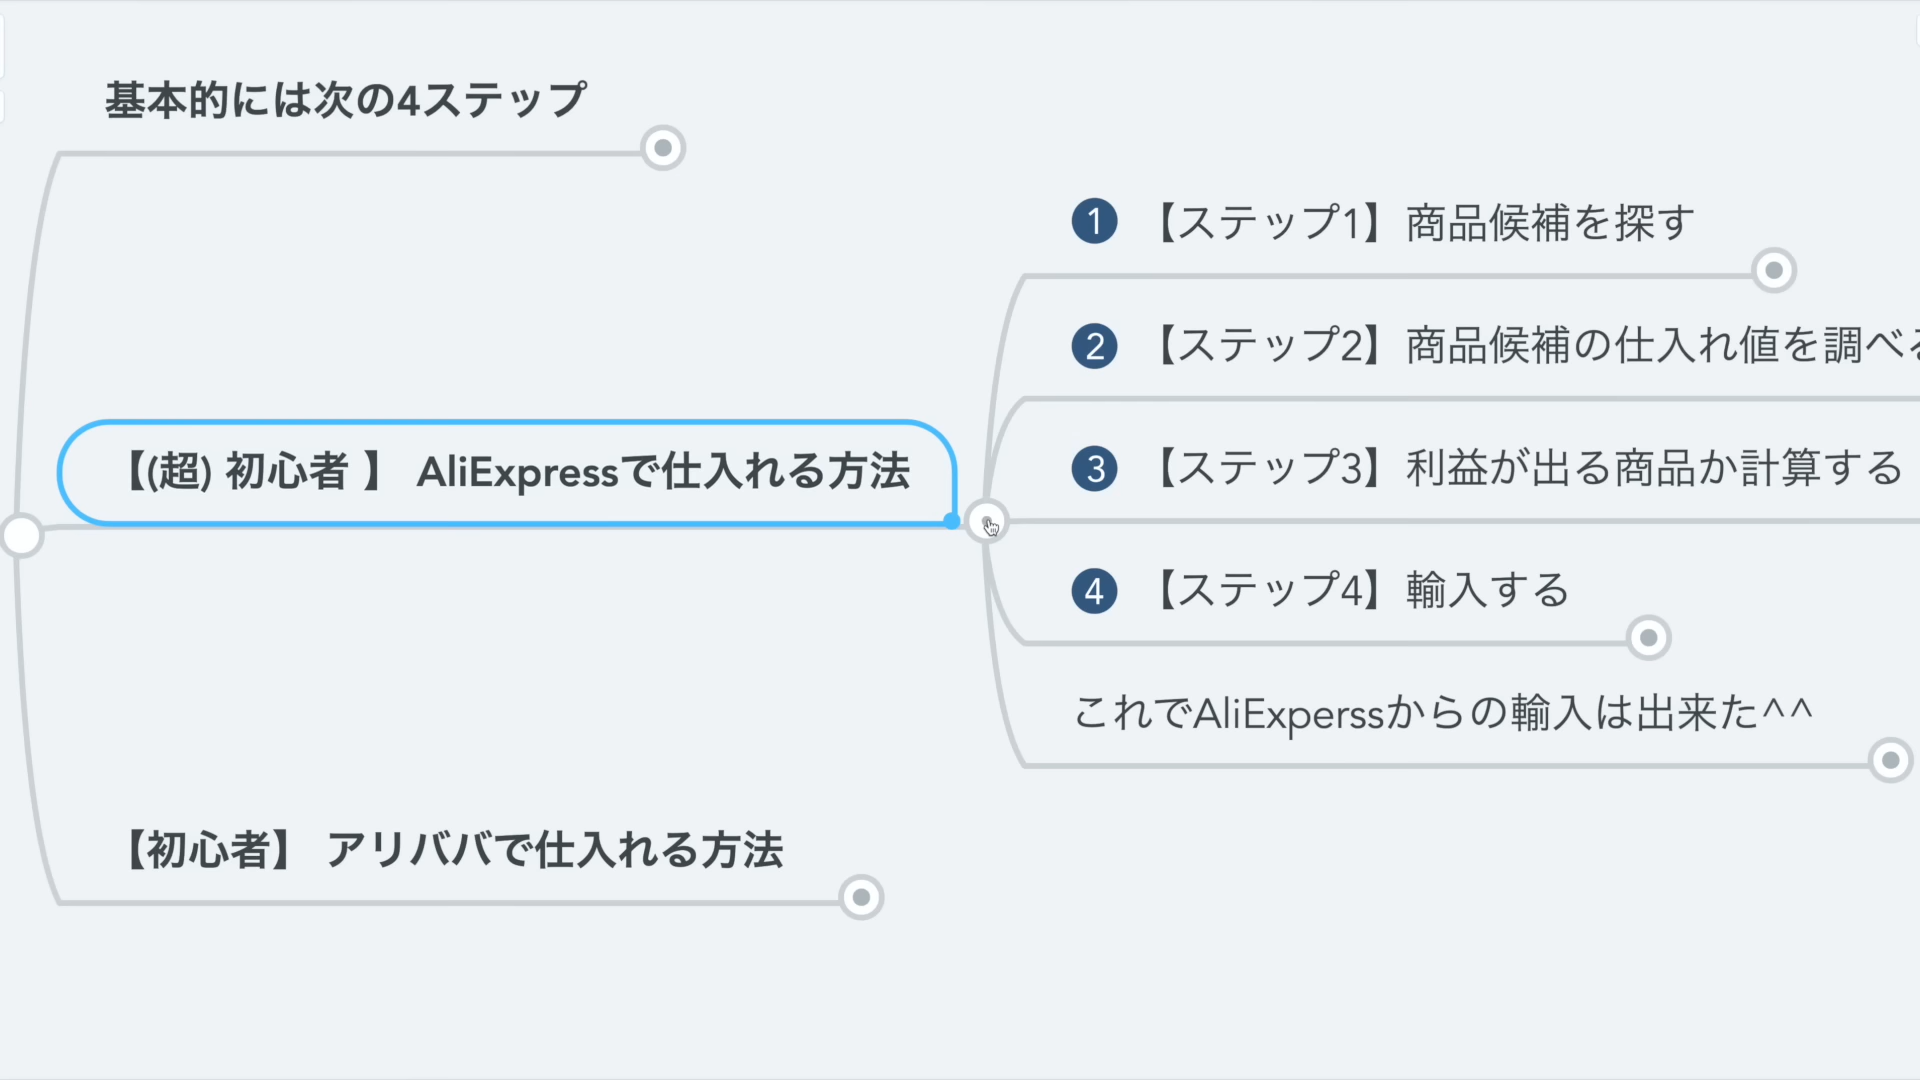 基本的には次の4ステップ
【(超) 初心者 】 AliExpressで仕入れる方法
1 【ステップ1】商品候補を探す
2 【ステップ2】商品候補の仕入れ値を調べる
3 【ステップ3】利益が出る商品か計算する
4 【ステップ4】輸入する
これでAliExperssからの輸入は出来た^^
【初心者】 アリババで仕入れる方法